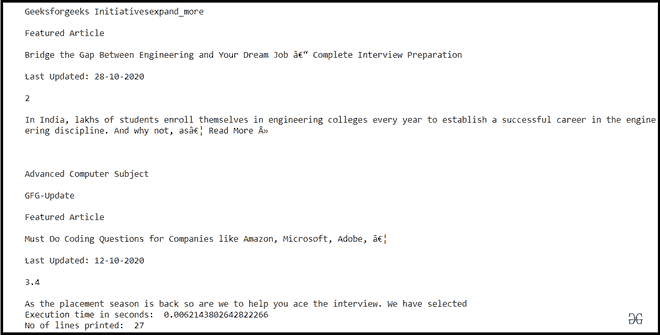 Geeksforgeeks Initiativesexpand_more
Featured Article
Bridge the Gap Between Engineering and Your Dream Job â€“ Complete Interview Preparation
Last Updated: 28-10-2020
2
In India, lakhs of students enroll themselves in engineering colleges every year to establish a successful career in the engine
ering discipline. And why not, asâ€¦ Read More Â»
Advanced Computer Subject
GFG-Update
Featured Article
Must Do Coding Questions for Companies like Amazon, Microsoft, Adobe, â€¦
Last Updated: 12-10-2020
3.4
As the placement season is back so are we to help you ace the interview. We have selected
Execution time in seconds:  0.0062143802642822266
No of lines printed:  27